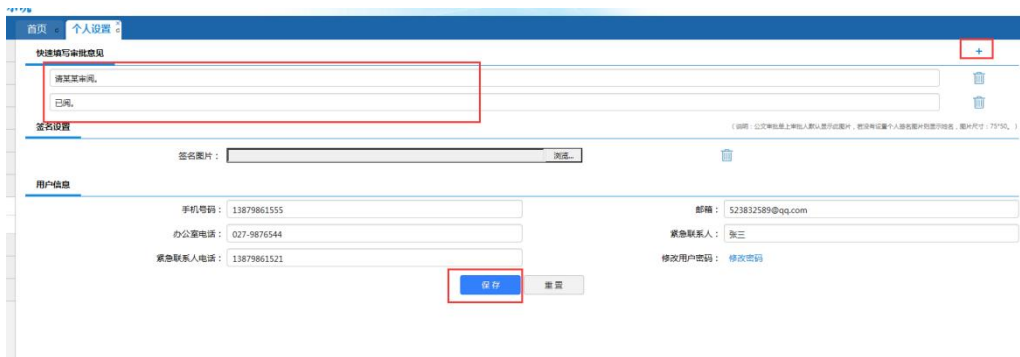 首页
个人设置
快速填写审批意见
+
请某某审阅。
已阅。
签名设置
(说明：公文审批是上审批人默认显示此图片，若没有设置个人签名图片则显示姓名，图片尺寸：75*50。)
签名图片：
浏览...
用户信息
手机号码： 13879861555
邮箱： 523832589@qq.com
办公室电话： 027-9876544
紧急联系人： 张三
紧急联系人电话： 13879861521
修改用户密码： 修改密码
保存
重置